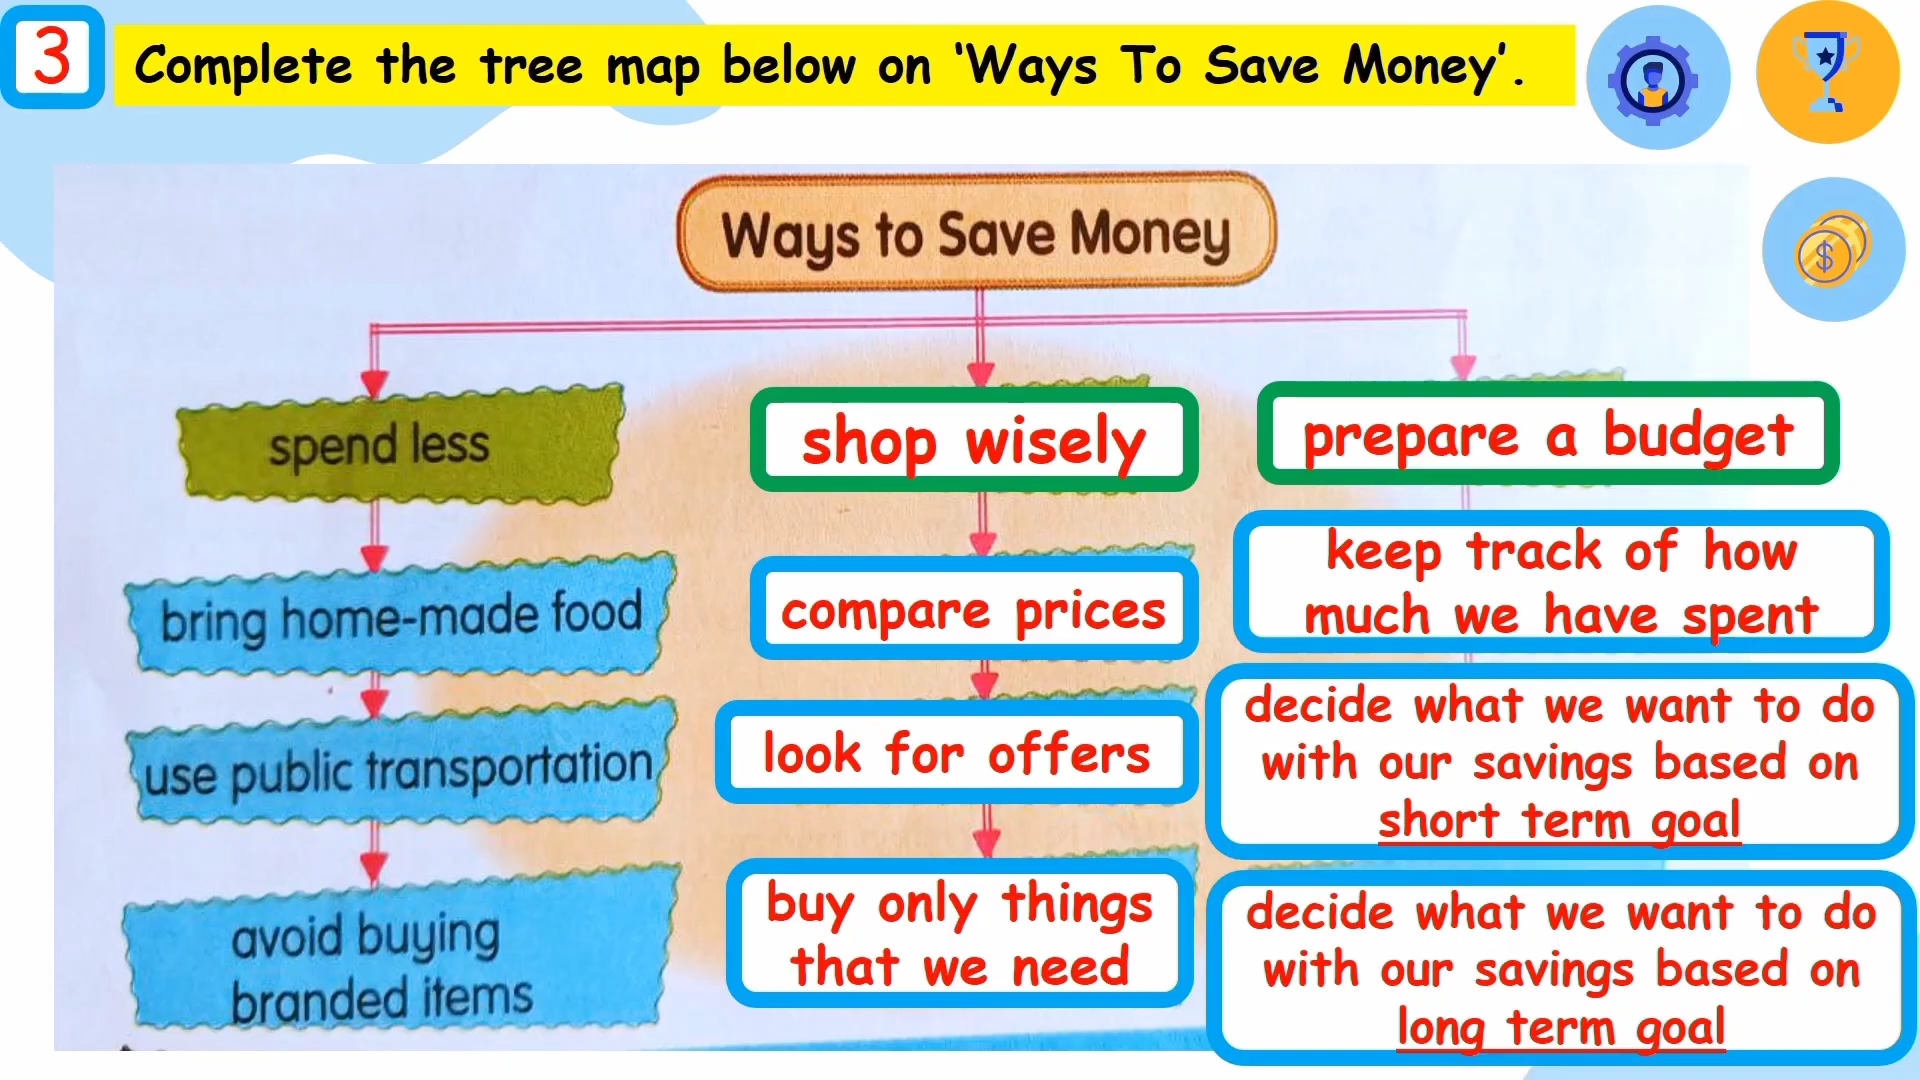 3
Complete the tree map below on ‘Ways To Save Money’.
Ways to Save Money
spend less
bring home-made food
use public transportation
avoid buying
branded items
shop wisely
compare prices
look for offers
buy only things
that we need
prepare a budget
keep track of how
much we have spent
decide what we want to do
with our savings based on
short term goal
decide what we want to do
with our savings based on
long term goal
$